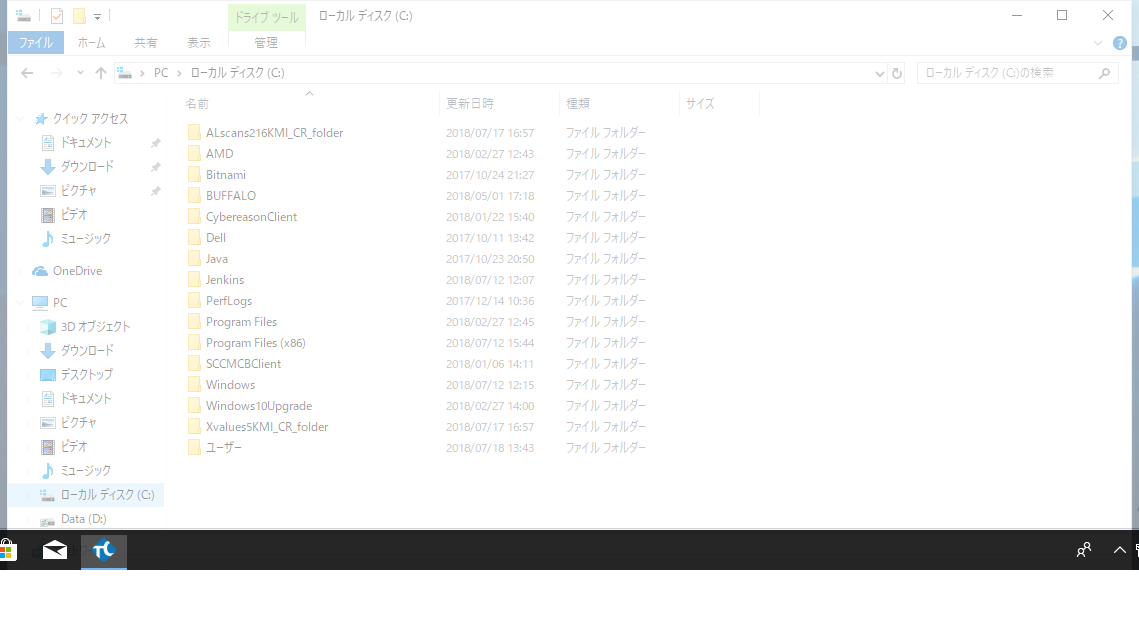 ドライブ ツール ローカル ディスク (C:)
ファイル ホーム 共有 表示 管理
PC ローカル ディスク (C:) ローカル ディスク (C:)の検索
名前 更新日時 種類 サイズ
クイック アクセス
ドキュメント
ダウンロード
ピクチャ
ビデオ
ミュージック
OneDrive
PC
3D オブジェクト
ダウンロード
デスクトップ
ドキュメント
ピクチャ
ビデオ
ミュージック
ローカル ディスク (C:)
Data (D:)
ALscans216KMI_CR_folder 2018/07/17 16:57 ファイル フォルダー
AMD 2018/02/27 12:43 ファイル フォルダー
Bitnami 2017/10/24 21:27 ファイル フォルダー
BUFFALO 2018/05/01 17:18 ファイル フォルダー
CybereasonClient 2018/01/22 15:40 ファイル フォルダー
Dell 2017/10/11 13:42 ファイル フォルダー
Java 2017/10/23 20:50 ファイル フォルダー
Jenkins 2018/07/12 12:07 ファイル フォルダー
PerfLogs 2017/12/14 10:36 ファイル フォルダー
Program Files 2018/02/27 12:45 ファイル フォルダー
Program Files (x86) 2018/07/12 15:44 ファイル フォルダー
SCCMCBClient 2018/01/06 14:11 ファイル フォルダー
Windows 2018/07/12 12:15 ファイル フォルダー
Windows10Upgrade 2018/02/27 14:00 ファイル フォルダー
Xvalues5KMI_CR_folder 2018/07/17 16:57 ファイル フォルダー
ユーザー 2018/07/18 13:43 ファイル フォルダー
TC